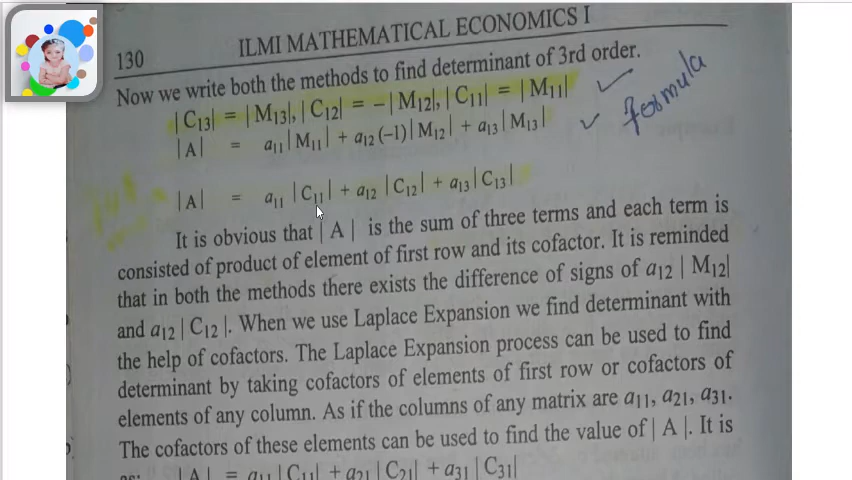 130 ILMI MATHEMATICAL ECONOMICS I
Now we write both the methods to find determinant of 3rd order.
|C13| = |M13|, |C12| = −|M12|, |C11| = |M11|
|A| = a11|M11| + a12(−1)|M12| + a13|M13|
formula
|A| = a11 |C11| + a12 |C12| + a13 |C13|
It is obvious that |A| is the sum of three terms and each term is
consisted of product of element of first row and its cofactor. It is reminded
that in both the methods there exists the difference of signs of a12 |M12|
and a12 |C12|. When we use Laplace Expansion we find determinant with
the help of cofactors. The Laplace Expansion process can be used to find
determinant by taking cofactors of elements of first row or cofactors of
elements of any column. As if the columns of any matrix are a11, a21, a31.
The cofactors of these elements can be used to find the value of |A|. It is
as: |A| = a11 |C11| + a21 |C21| + a31 |C31|